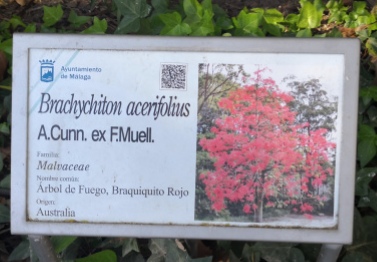 Ayuntamiento
de Málaga
Brachychiton acerifolius
A.Cunn. ex F.Muell.
Familia:
Malvaceae
Nombre común:
Árbol de Fuego, Braquiquito Rojo
Origen:
Australia